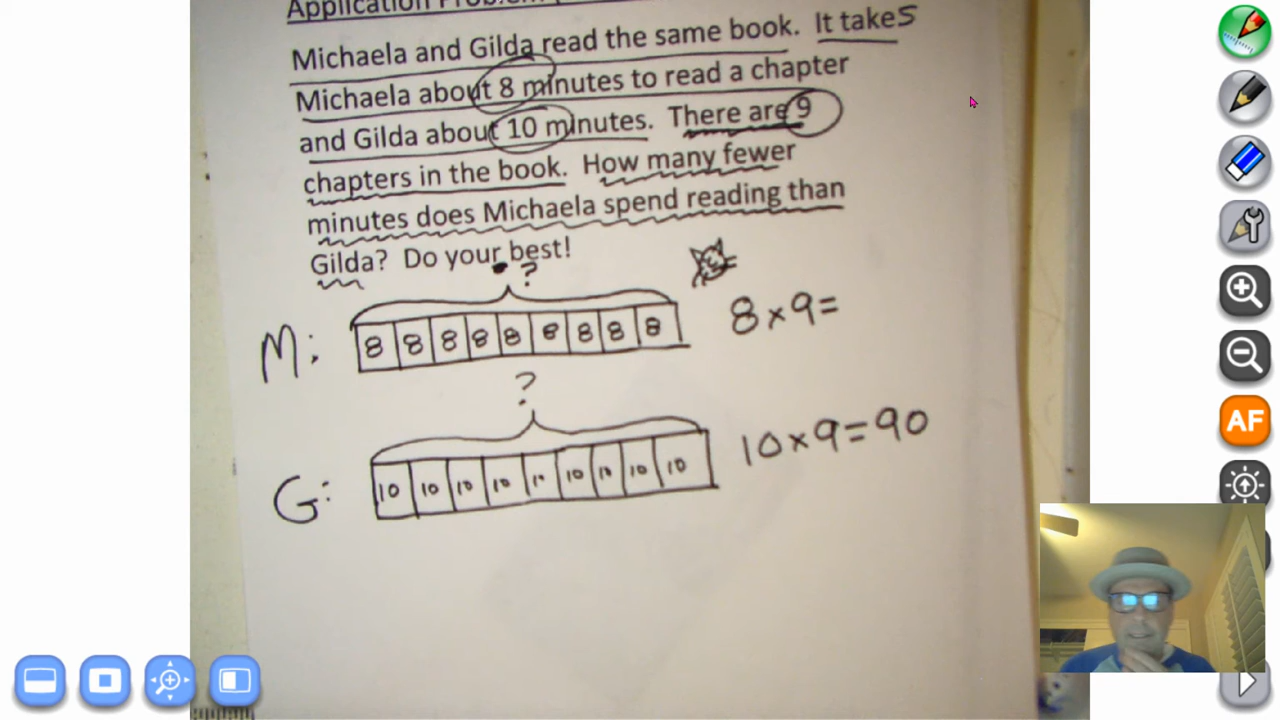 Application Problem
Michaela and Gilda read the same book. It takes
Michaela about 8 minutes to read a chapter
and Gilda about 10 minutes. There are 9
chapters in the book. How many fewer
minutes does Michaela spend reading than
Gilda? Do your best!
?
M: 8 8 8 8 8 8 8 8 8 8×9=
?
G: 10 10 10 10 10 10 10 10 10 10×9=90
AF